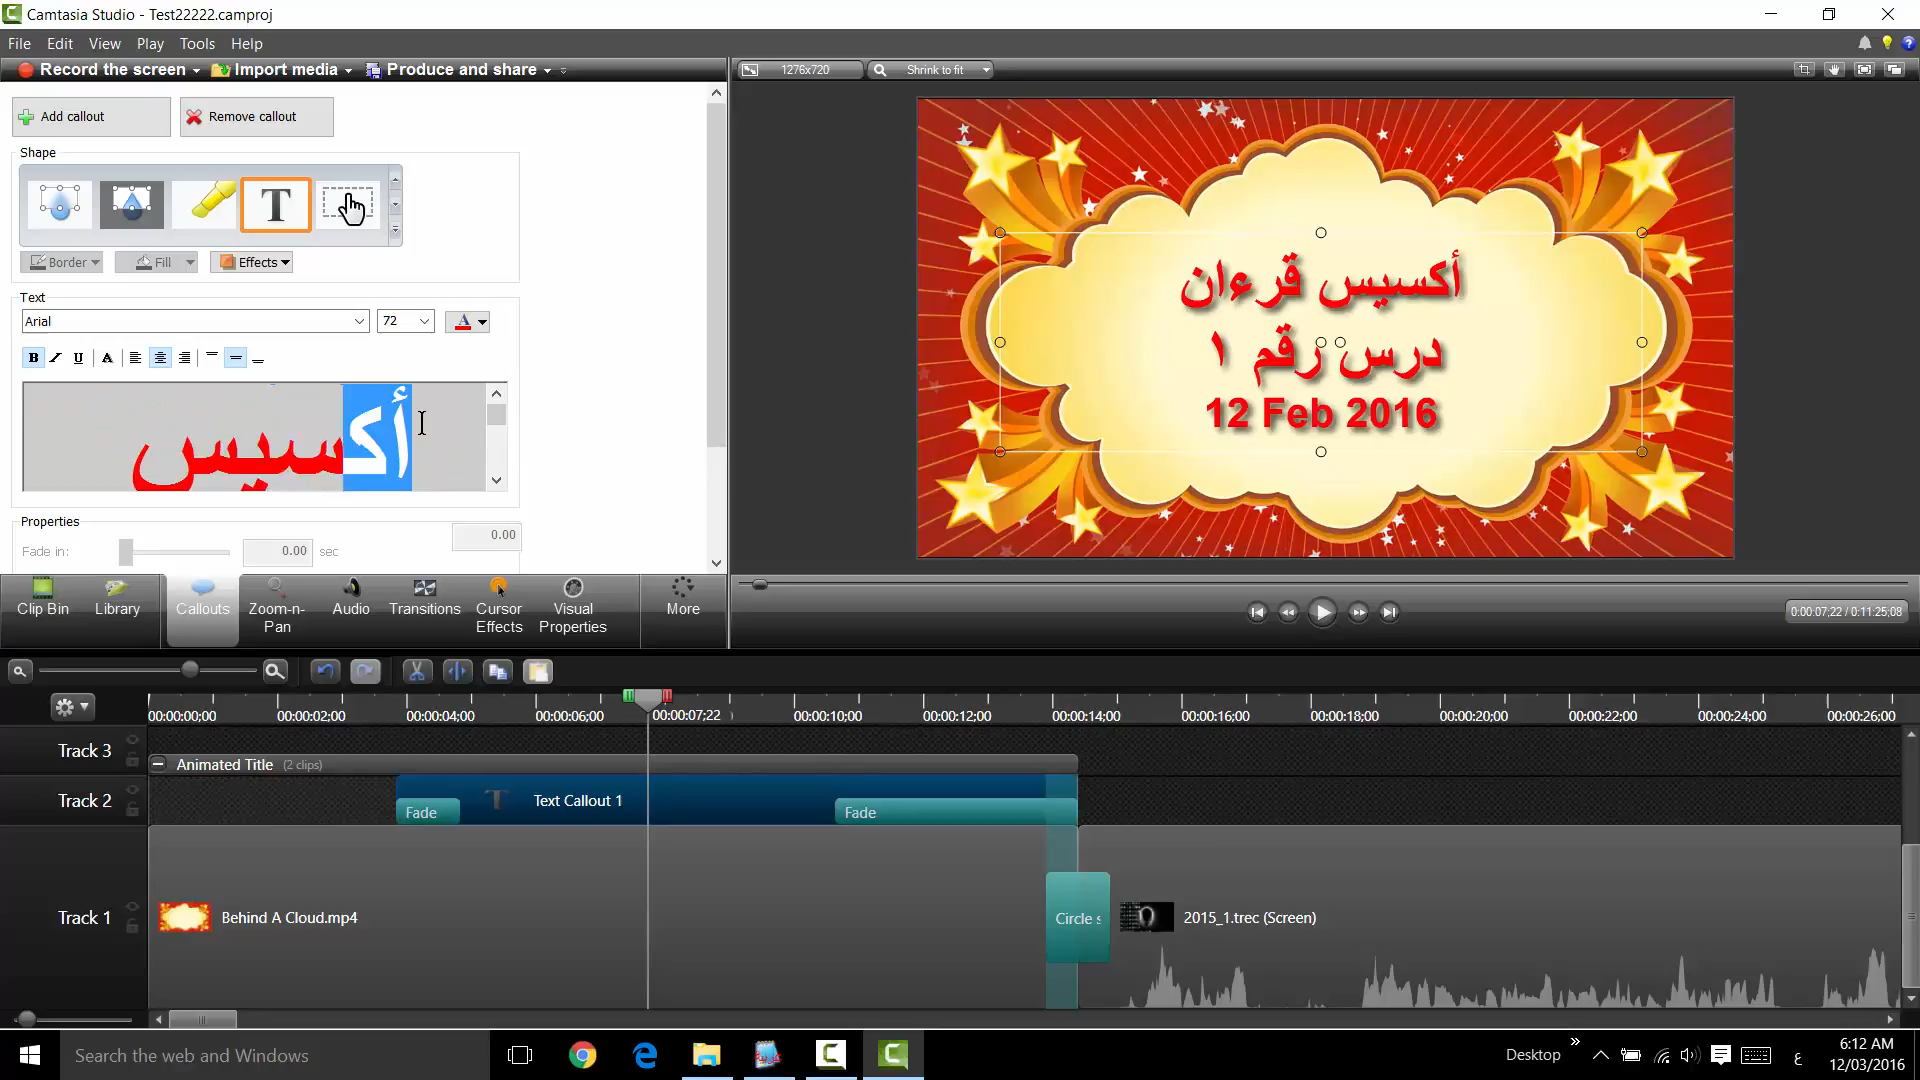 Camtasia Studio - Test22222.camproj
File Edit View Play Tools Help
Record the screen Import media Produce and share
1276x720 Shrink to fit
Add callout Remove callout
Shape
T
Border Fill Effects
Text
Arial 72 A
B I U A
أكسيس
Properties
Fade in: 0.00 sec 0.00
أكسيس قرءان
درس رقم ١
12 Feb 2016
Clip Bin Library Callouts Zoom-n-Pan Audio Transitions Cursor Effects Visual Properties More
0:00:07;22 / 0:11:25;08
00:00:00;00 00:00:02;00 00:00:04;00 00:00:06;00 00:00:07;22 00:00:10;00 00:00:12;00 00:00:14;00 00:00:16;00 00:00:18;00 00:00:20;00 00:00:22;00 00:00:24;00 00:00:26;00
Track 3
Animated Title (2 clips)
Track 2 Fade T Text Callout 1 Fade
Track 1 Behind A Cloud.mp4 Circle s 2015_1.trec (Screen)
Search the web and Windows
Desktop ع
6:12 AM
12/03/2016